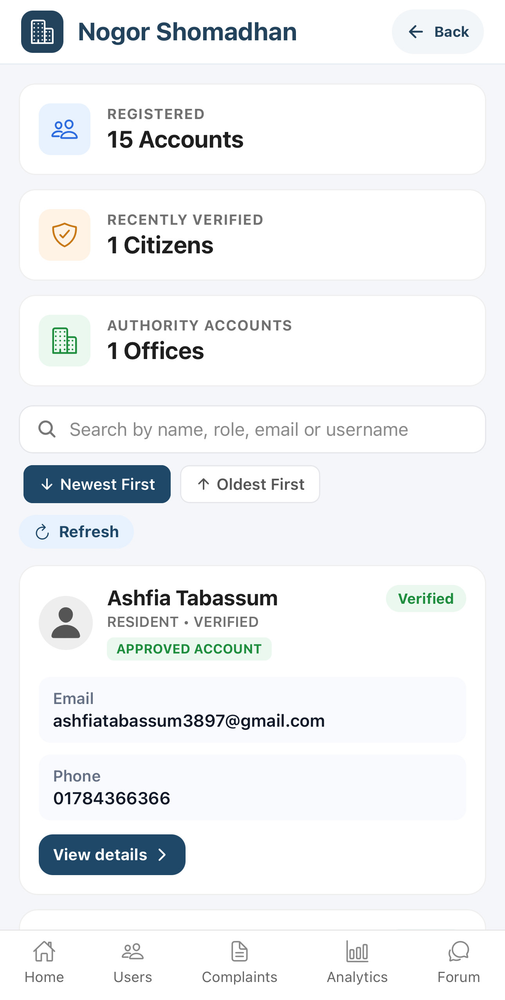 Nogor Shomadhan
Back
REGISTERED
15 Accounts
RECENTLY VERIFIED
1 Citizens
AUTHORITY ACCOUNTS
1 Offices
Search by name, role, email or username
Newest First
Oldest First
Refresh
Ashfia Tabassum
Verified
RESIDENT • VERIFIED
APPROVED ACCOUNT
Email
ashfiatabassum3897@gmail.com
Phone
01784366366
View details
Home
Users
Complaints
Analytics
Forum